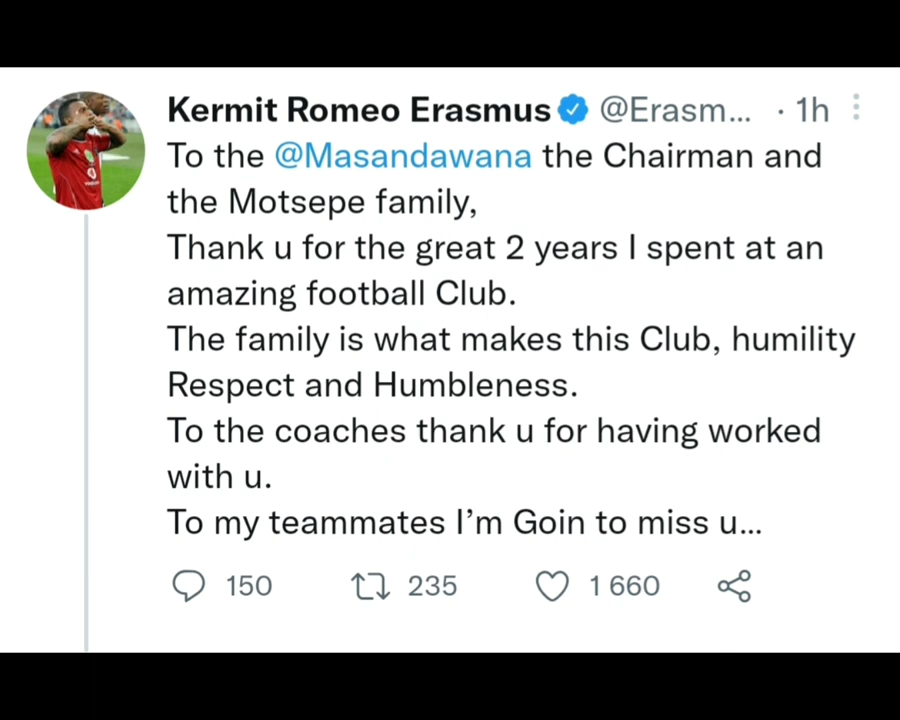 Kermit Romeo Erasmus @Erasm... · 1h
To the @Masandawana the Chairman and
the Motsepe family,
Thank u for the great 2 years I spent at an
amazing football Club.
The family is what makes this Club, humility
Respect and Humbleness.
To the coaches thank u for having worked
with u.
To my teammates I’m Goin to miss u...
150 235 1 660